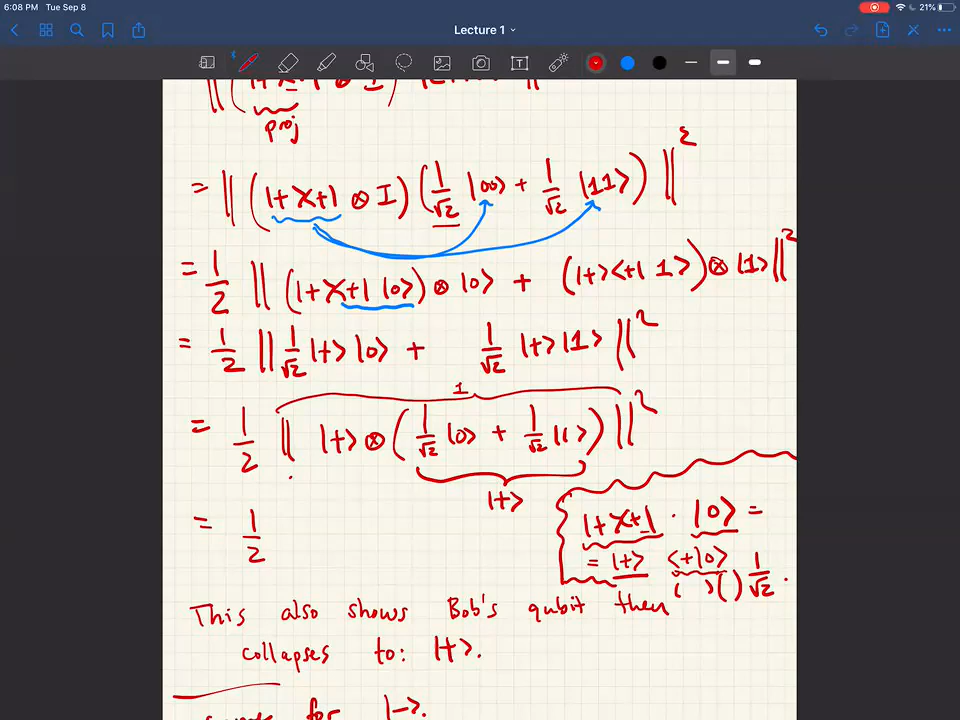 6:08 PM Tue Sep 8
21%
Lecture 1
proj
= || (|+><+| ⊗ I) (1/√2 |00> + 1/√2 |11>) ||²
= 1/2 || (|+><+| |0>) ⊗ |0> + (|+><+| 1>) ⊗ |1> ||²
= 1/2 || 1/√2 |+> |0> + 1/√2 |+> |1> ||²
1
= 1/2 || |+> ⊗ (1/√2 |0> + 1/√2 |1>) ||²
|+>
= 1/2
|+><+| · |0> =
= |+> <+|0> 1/√2 .
( )( )
This also shows Bob's qubit then
collapses to: |+>.
same for |->.